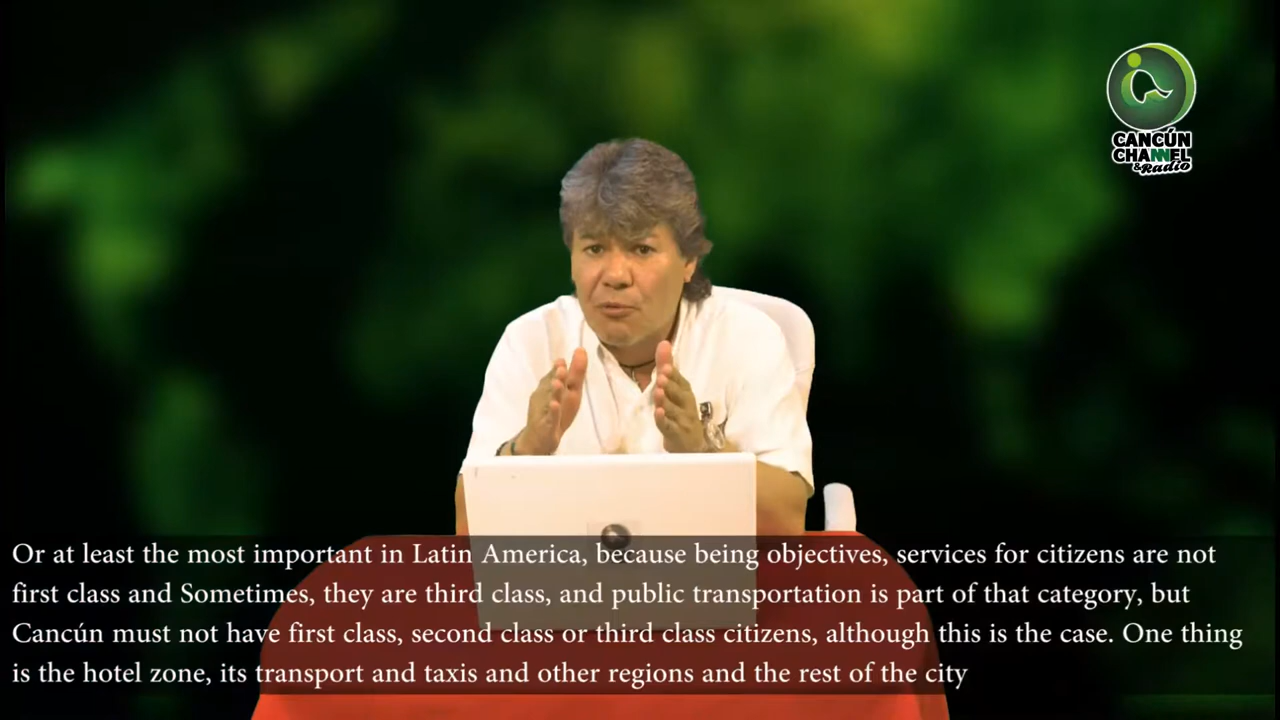 CANCÚN
CHANNEL
&Radio
Or at least the most important in Latin America, because being objectives, services for citizens are not
first class and Sometimes, they are third class, and public transportation is part of that category, but
Cancún must not have first class, second class or third class citizens, although this is the case. One thing
is the hotel zone, its transport and taxis and other regions and the rest of the city